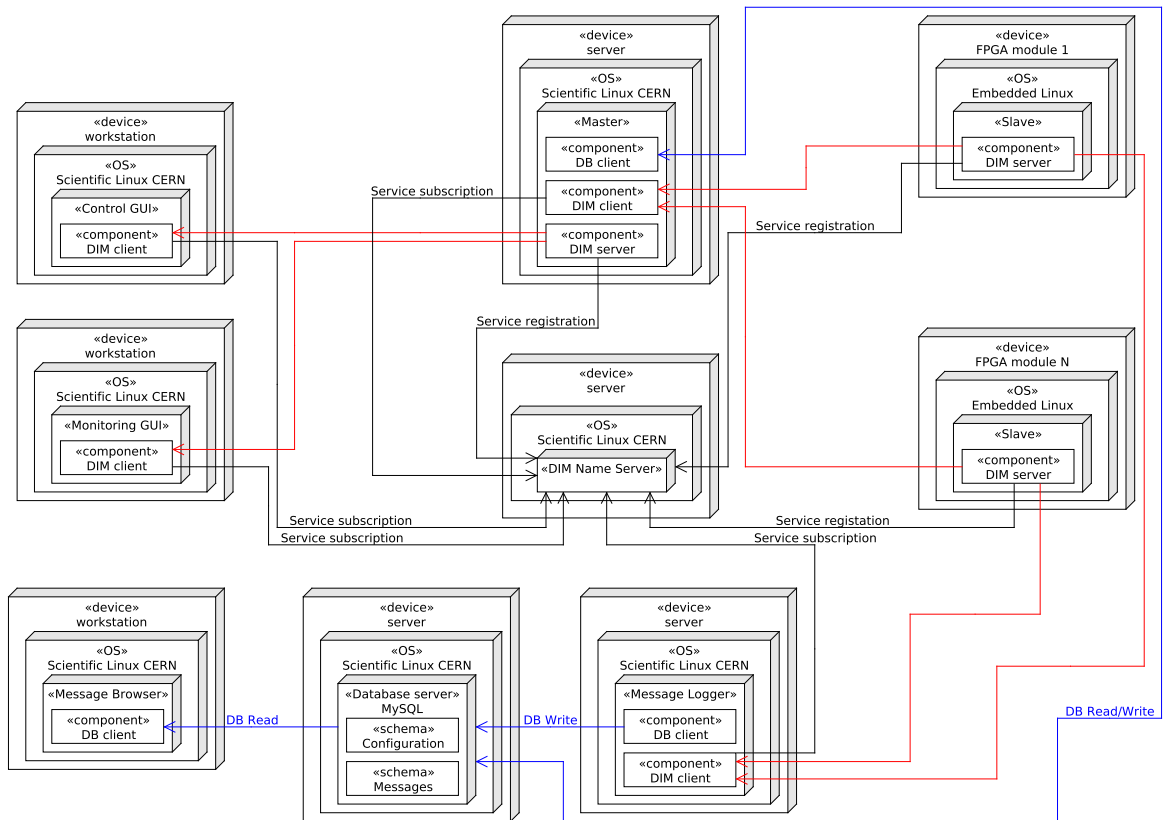 «device»
server
«OS»
Scientific Linux CERN
«Master»
«component»
DB client
«component»
DIM client
«component»
DIM server
«device»
FPGA module 1
«OS»
Embedded Linux
«Slave»
«component»
DIM server
«device»
workstation
«OS»
Scientific Linux CERN
«Control GUI»
«component»
DIM client
Service subscription
Service registration
Service registration
«device»
workstation
«OS»
Scientific Linux CERN
«Monitoring GUI»
«component»
DIM client
«device»
server
«OS»
Scientific Linux CERN
«DIM Name Server»
«device»
FPGA module N
«OS»
Embedded Linux
«Slave»
«component»
DIM server
Service subscription
Service registation
Service subscription
Service subscription
«device»
workstation
«OS»
Scientific Linux CERN
«Message Browser»
«component»
DB client
DB Read
«device»
server
«OS»
Scientific Linux CERN
«Database server»
MySQL
«schema»
Configuration
«schema»
Messages
DB Write
«device»
server
«OS»
Scientific Linux CERN
«Message Logger»
«component»
DB client
«component»
DIM client
DB Read/Write